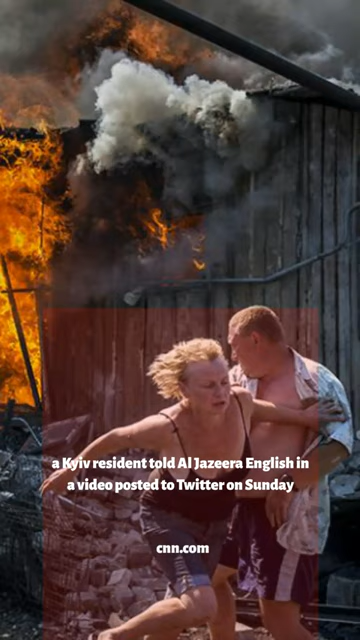 a Kyiv resident told Al Jazeera English in
a video posted to Twitter on Sunday
cnn.com